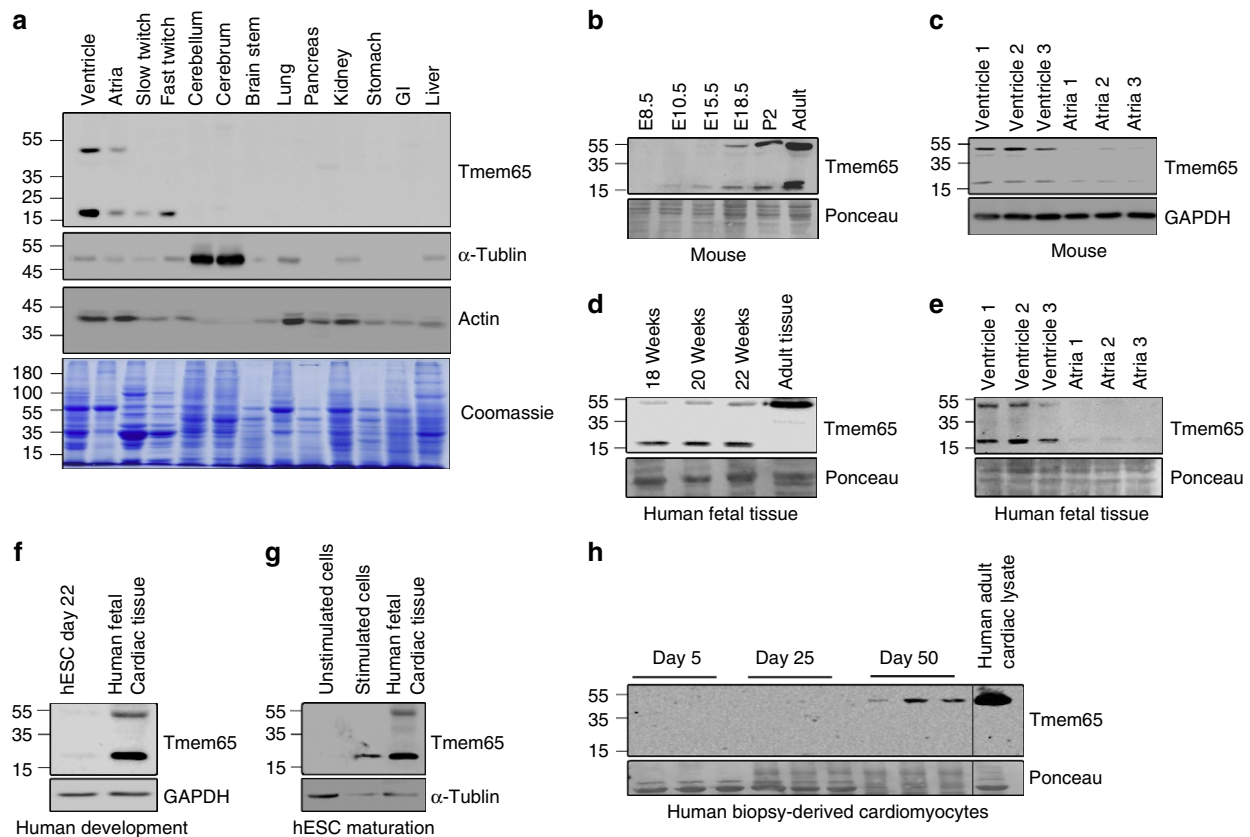 a
Ventricle
Atria
Slow twitch
Fast twitch
Cerebellum
Cerebrum
Brain stem
Lung
Pancreas
Kidney
Stomach
GI
Liver
55
35
25
15
Tmem65
55
45
α-Tublin
45
35
Actin
180
100
55
35
15
Coomassie
b
E8.5
E10.5
E15.5
E18.5
P2
Adult
55
35
15
Tmem65
Ponceau
Mouse
c
Ventricle 1
Ventricle 2
Ventricle 3
Atria 1
Atria 2
Atria 3
55
35
15
Tmem65
GAPDH
Mouse
d
18 Weeks
20 Weeks
22 Weeks
Adult tissue
55
35
15
Tmem65
Ponceau
Human fetal tissue
e
Ventricle 1
Ventricle 2
Ventricle 3
Atria 1
Atria 2
Atria 3
55
35
15
Tmem65
Ponceau
Human fetal tissue
f
hESC day 22
Human fetal
Cardiac tissue
55
35
15
Tmem65
GAPDH
Human development
g
Unstimulated cells
Stimulated cells
Human fetal
Cardiac tissue
55
35
15
Tmem65
α-Tublin
hESC maturation
h
Day 5
Day 25
Day 50
Human adult
cardiac lysate
55
35
15
Tmem65
Ponceau
Human biopsy-derived cardiomyocytes